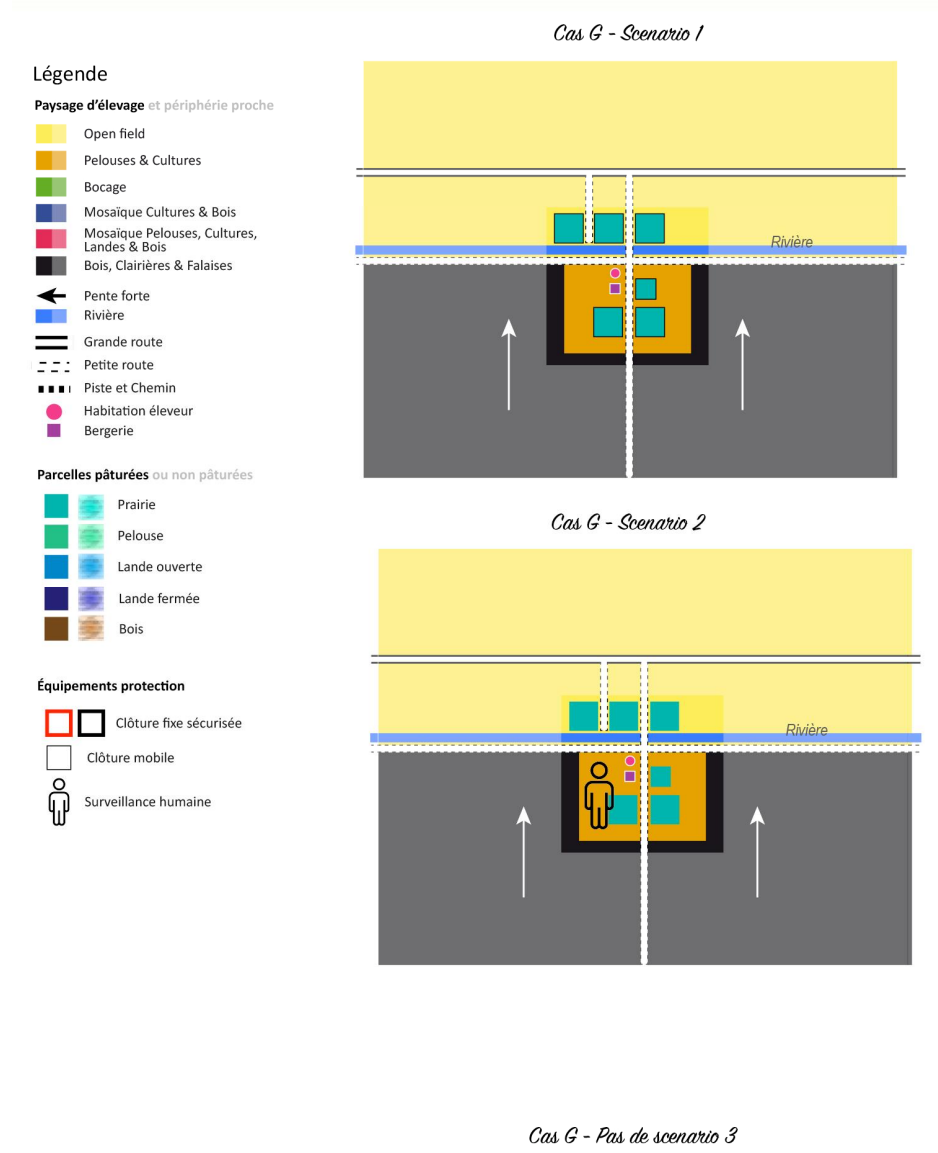 Cas G - Scenario 1
Légende
Paysage d'élevage et périphérie proche
Open field
Pelouses & Cultures
Bocage
Mosaïque Cultures & Bois
Mosaïque Pelouses, Cultures,
Landes & Bois
Bois, Clairières & Falaises
Pente forte
Rivière
Grande route
Petite route
Piste et Chemin
Habitation éleveur
Bergerie
Rivière
Parcelles pâturées ou non pâturées
Prairie
Pelouse
Lande ouverte
Lande fermée
Bois
Cas G - Scenario 2
Équipements protection
Clôture fixe sécurisée
Clôture mobile
Surveillance humaine
Rivière
Cas G - Pas de scenario 3